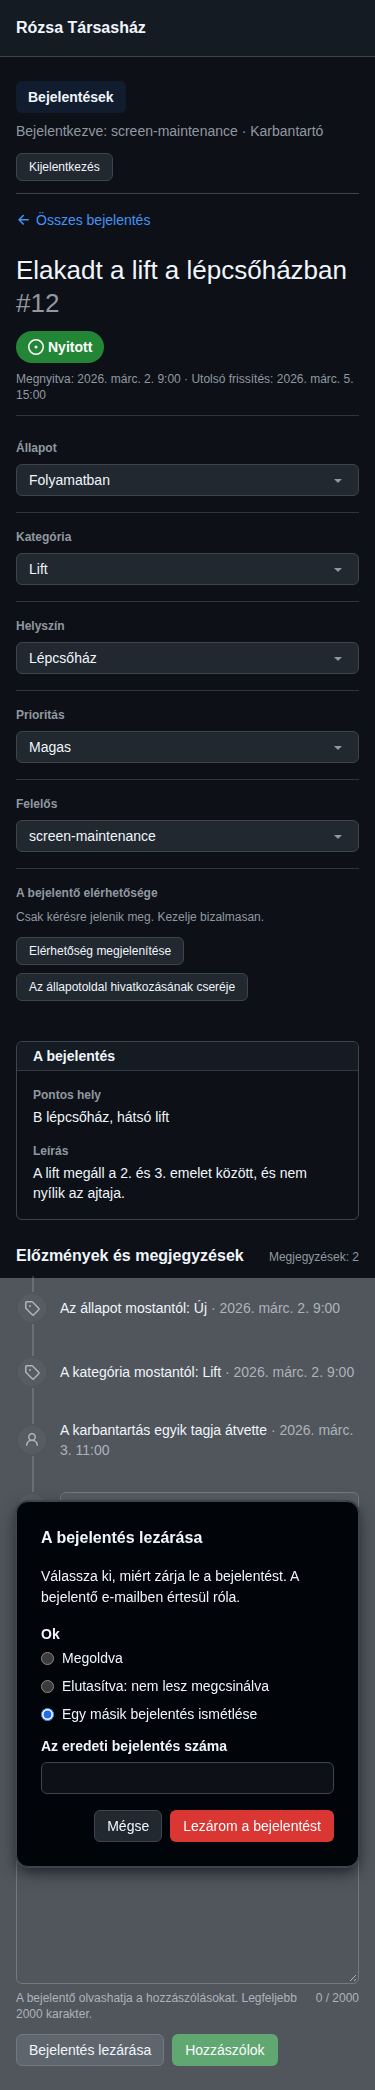 Rózsa Társasház
Bejelentések
Bejelentkezve: screen-maintenance · Karbantartó
Kijelentkezés
← Összes bejelentés
Elakadt a lift a lépcsőházban
#12
Nyitott
Megnyitva: 2026. márc. 2. 9:00 · Utolsó frissítés: 2026. márc. 5.
15:00
Állapot
Folyamatban
Kategória
Lift
Helyszín
Lépcsőház
Prioritás
Magas
Felelős
screen-maintenance
A bejelentő elérhetősége
Csak kérésre jelenik meg. Kezelje bizalmasan.
Elérhetőség megjelenítése
Az állapotoldal hivatkozásának cseréje
A bejelentés
Pontos hely
B lépcsőház, hátsó lift
Leírás
A lift megáll a 2. és 3. emelet között, és nem
nyílik az ajtaja.
Előzmények és megjegyzések Megjegyzések: 2
Az állapot mostantól: Új · 2026. márc. 2. 9:00
A kategória mostantól: Lift · 2026. márc. 2. 9:00
A karbantartás egyik tagja átvette · 2026. márc.
3. 11:00
A bejelentés lezárása
Válassza ki, miért zárja le a bejelentést. A
bejelentő e-mailben értesül róla.
Ok
Megoldva
Elutasítva: nem lesz megcsinálva
Egy másik bejelentés ismétlése
Az eredeti bejelentés száma
Mégse Lezárom a bejelentést
A bejelentő olvashatja a hozzászólásokat. Legfeljebb 0 / 2000
2000 karakter.
Bejelentés lezárása Hozzászólok